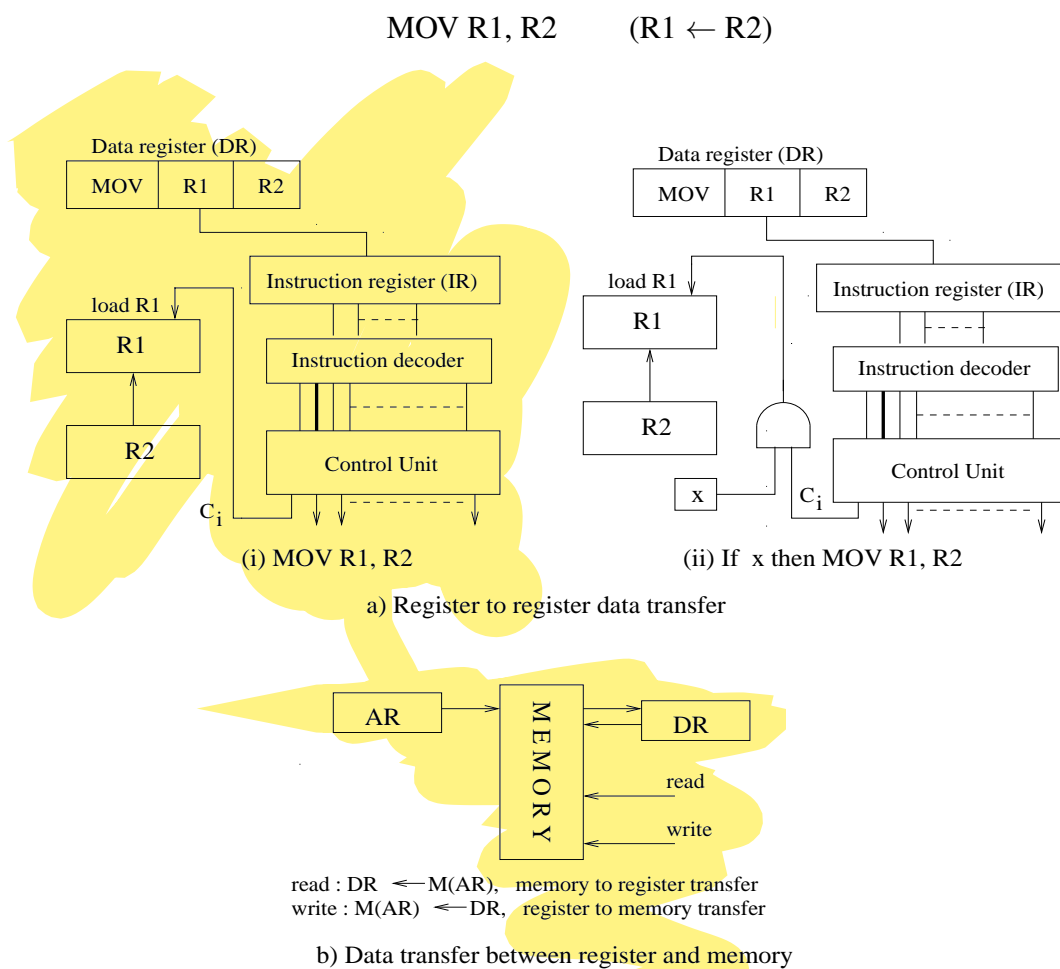 MOV R1, R2 (R1 ← R2)
Data register (DR)
MOV R1 R2
Instruction register (IR)
load R1
R1
Instruction decoder
R2
Control Unit
C i
(i) MOV R1, R2
Data register (DR)
MOV R1 R2
Instruction register (IR)
load R1
R1
Instruction decoder
R2
Control Unit
x
C i
(ii) If x then MOV R1, R2
a) Register to register data transfer
AR
MEMORY
DR
read
write
read : DR ← M(AR), memory to register transfer
write : M(AR) ← DR, register to memory transfer
b) Data transfer between register and memory